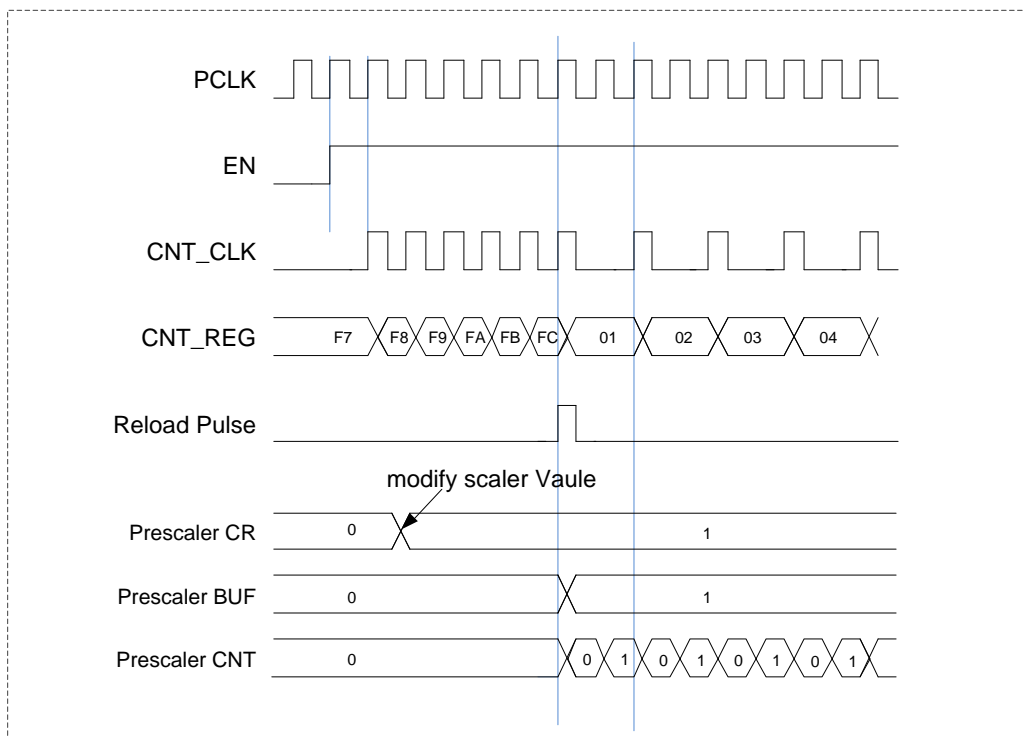 PCLK
EN
CNT_CLK
CNT_REG F7 F8 F9 FA FB FC 01 02 03 04
Reload Pulse
modify scaler Vaule
Prescaler CR 0 1
Prescaler BUF 0 1
Prescaler CNT 0 0 1 0 1 0 1 0 1